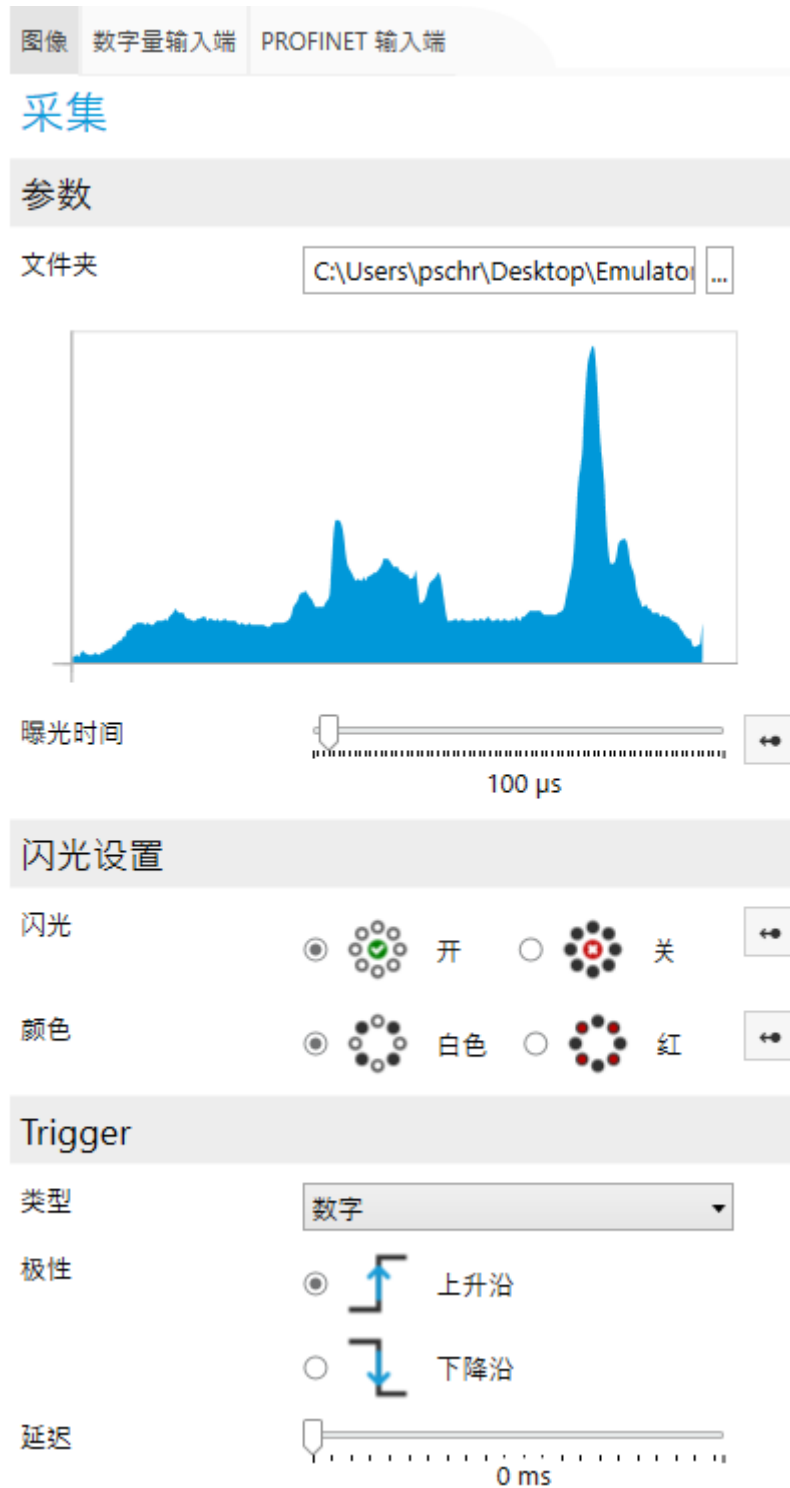 图像 数字量输入端 PROFINET 输入端
采集
参数
文件夹 C:\Users\pschr\Desktop\Emulator ...
曝光时间
100 µs
闪光设置
闪光 开 关
颜色 白色 红
Trigger
类型 数字
极性 上升沿
下降沿
延迟
0 ms